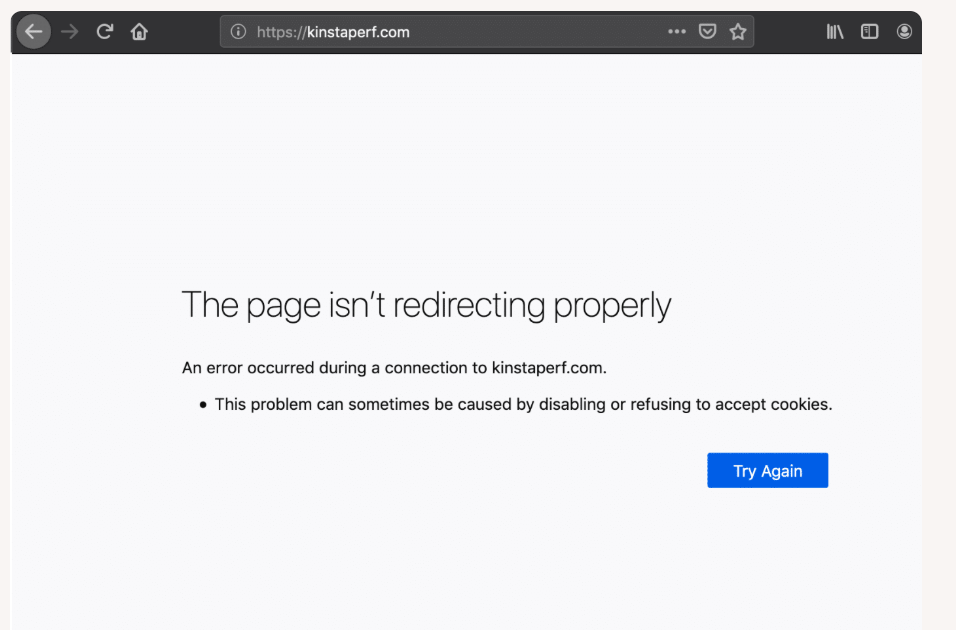 https://kinstaperf.com
The page isn’t redirecting properly
An error occurred during a connection to kinstaperf.com.
• This problem can sometimes be caused by disabling or refusing to accept cookies.
Try Again